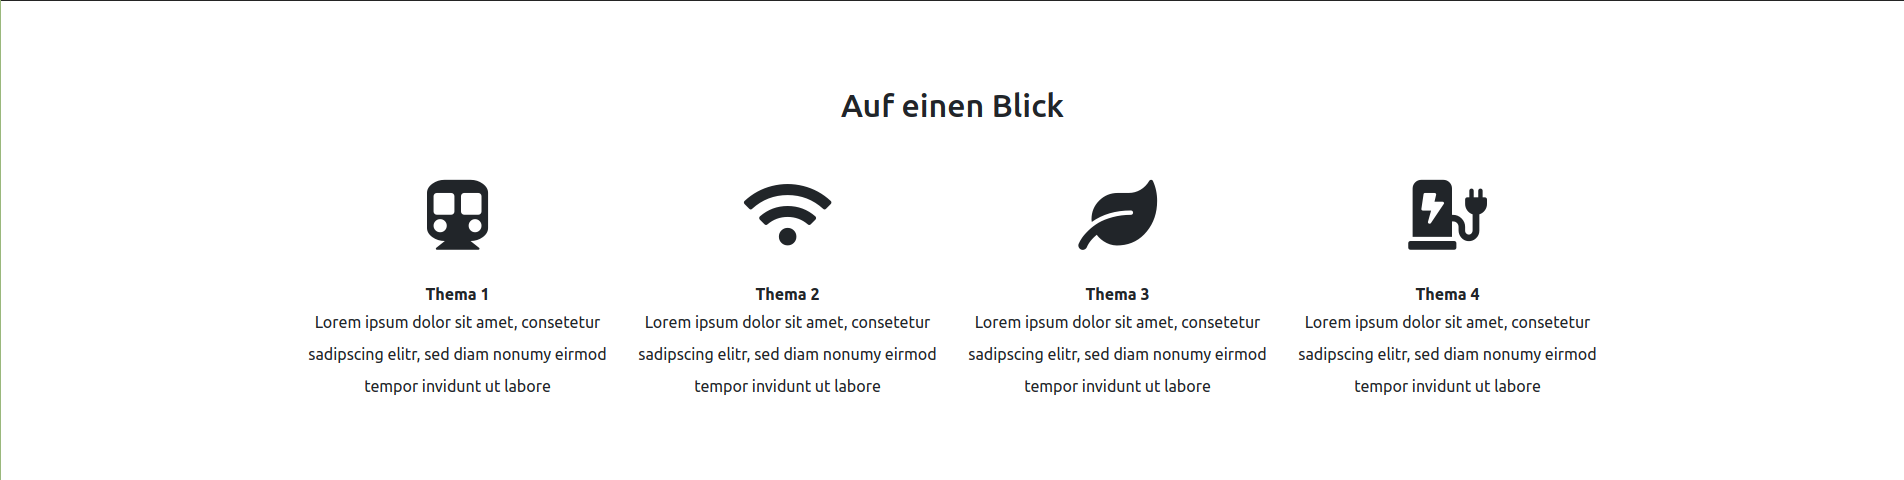 Auf einen Blick
Thema 1
Lorem ipsum dolor sit amet, consetetur
sadipscing elitr, sed diam nonumy eirmod
tempor invidunt ut labore
Thema 2
Lorem ipsum dolor sit amet, consetetur
sadipscing elitr, sed diam nonumy eirmod
tempor invidunt ut labore
Thema 3
Lorem ipsum dolor sit amet, consetetur
sadipscing elitr, sed diam nonumy eirmod
tempor invidunt ut labore
Thema 4
Lorem ipsum dolor sit amet, consetetur
sadipscing elitr, sed diam nonumy eirmod
tempor invidunt ut labore